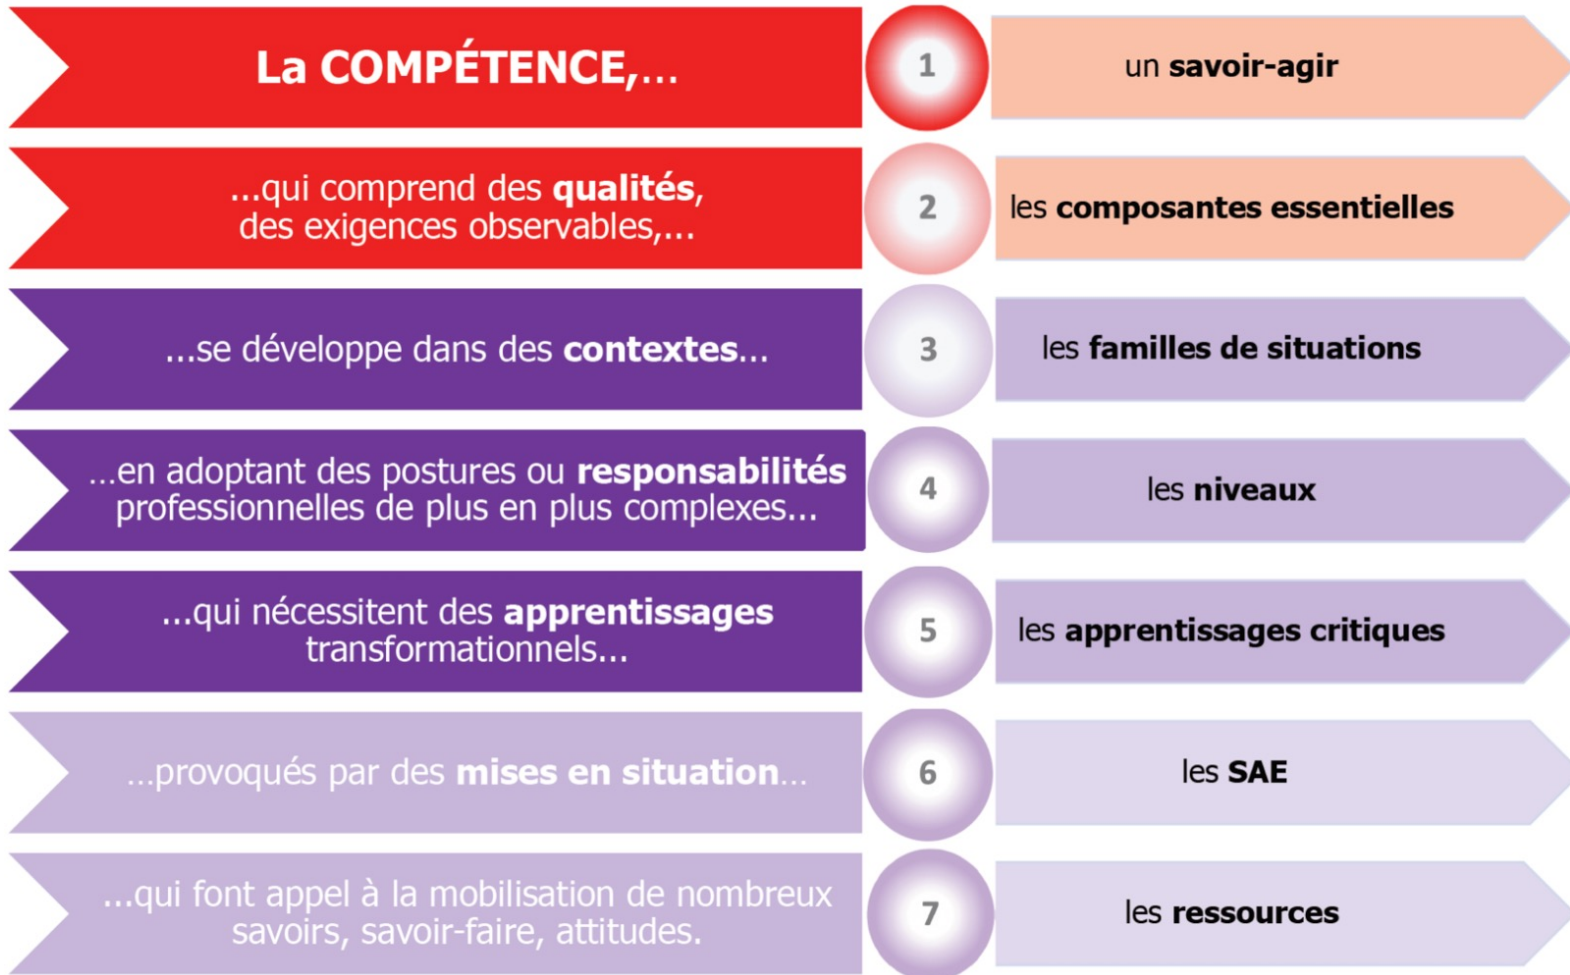 La COMPÉTENCE,...
1
un savoir-agir
...qui comprend des qualités,
des exigences observables,...
2
les composantes essentielles
...se développe dans des contextes...
3
les familles de situations
...en adoptant des postures ou responsabilités
professionnelles de plus en plus complexes...
4
les niveaux
...qui nécessitent des apprentissages
transformationnels...
5
les apprentissages critiques
...provoqués par des mises en situation...
6
les SAE
...qui font appel à la mobilisation de nombreux
savoirs, savoir-faire, attitudes.
7
les ressources